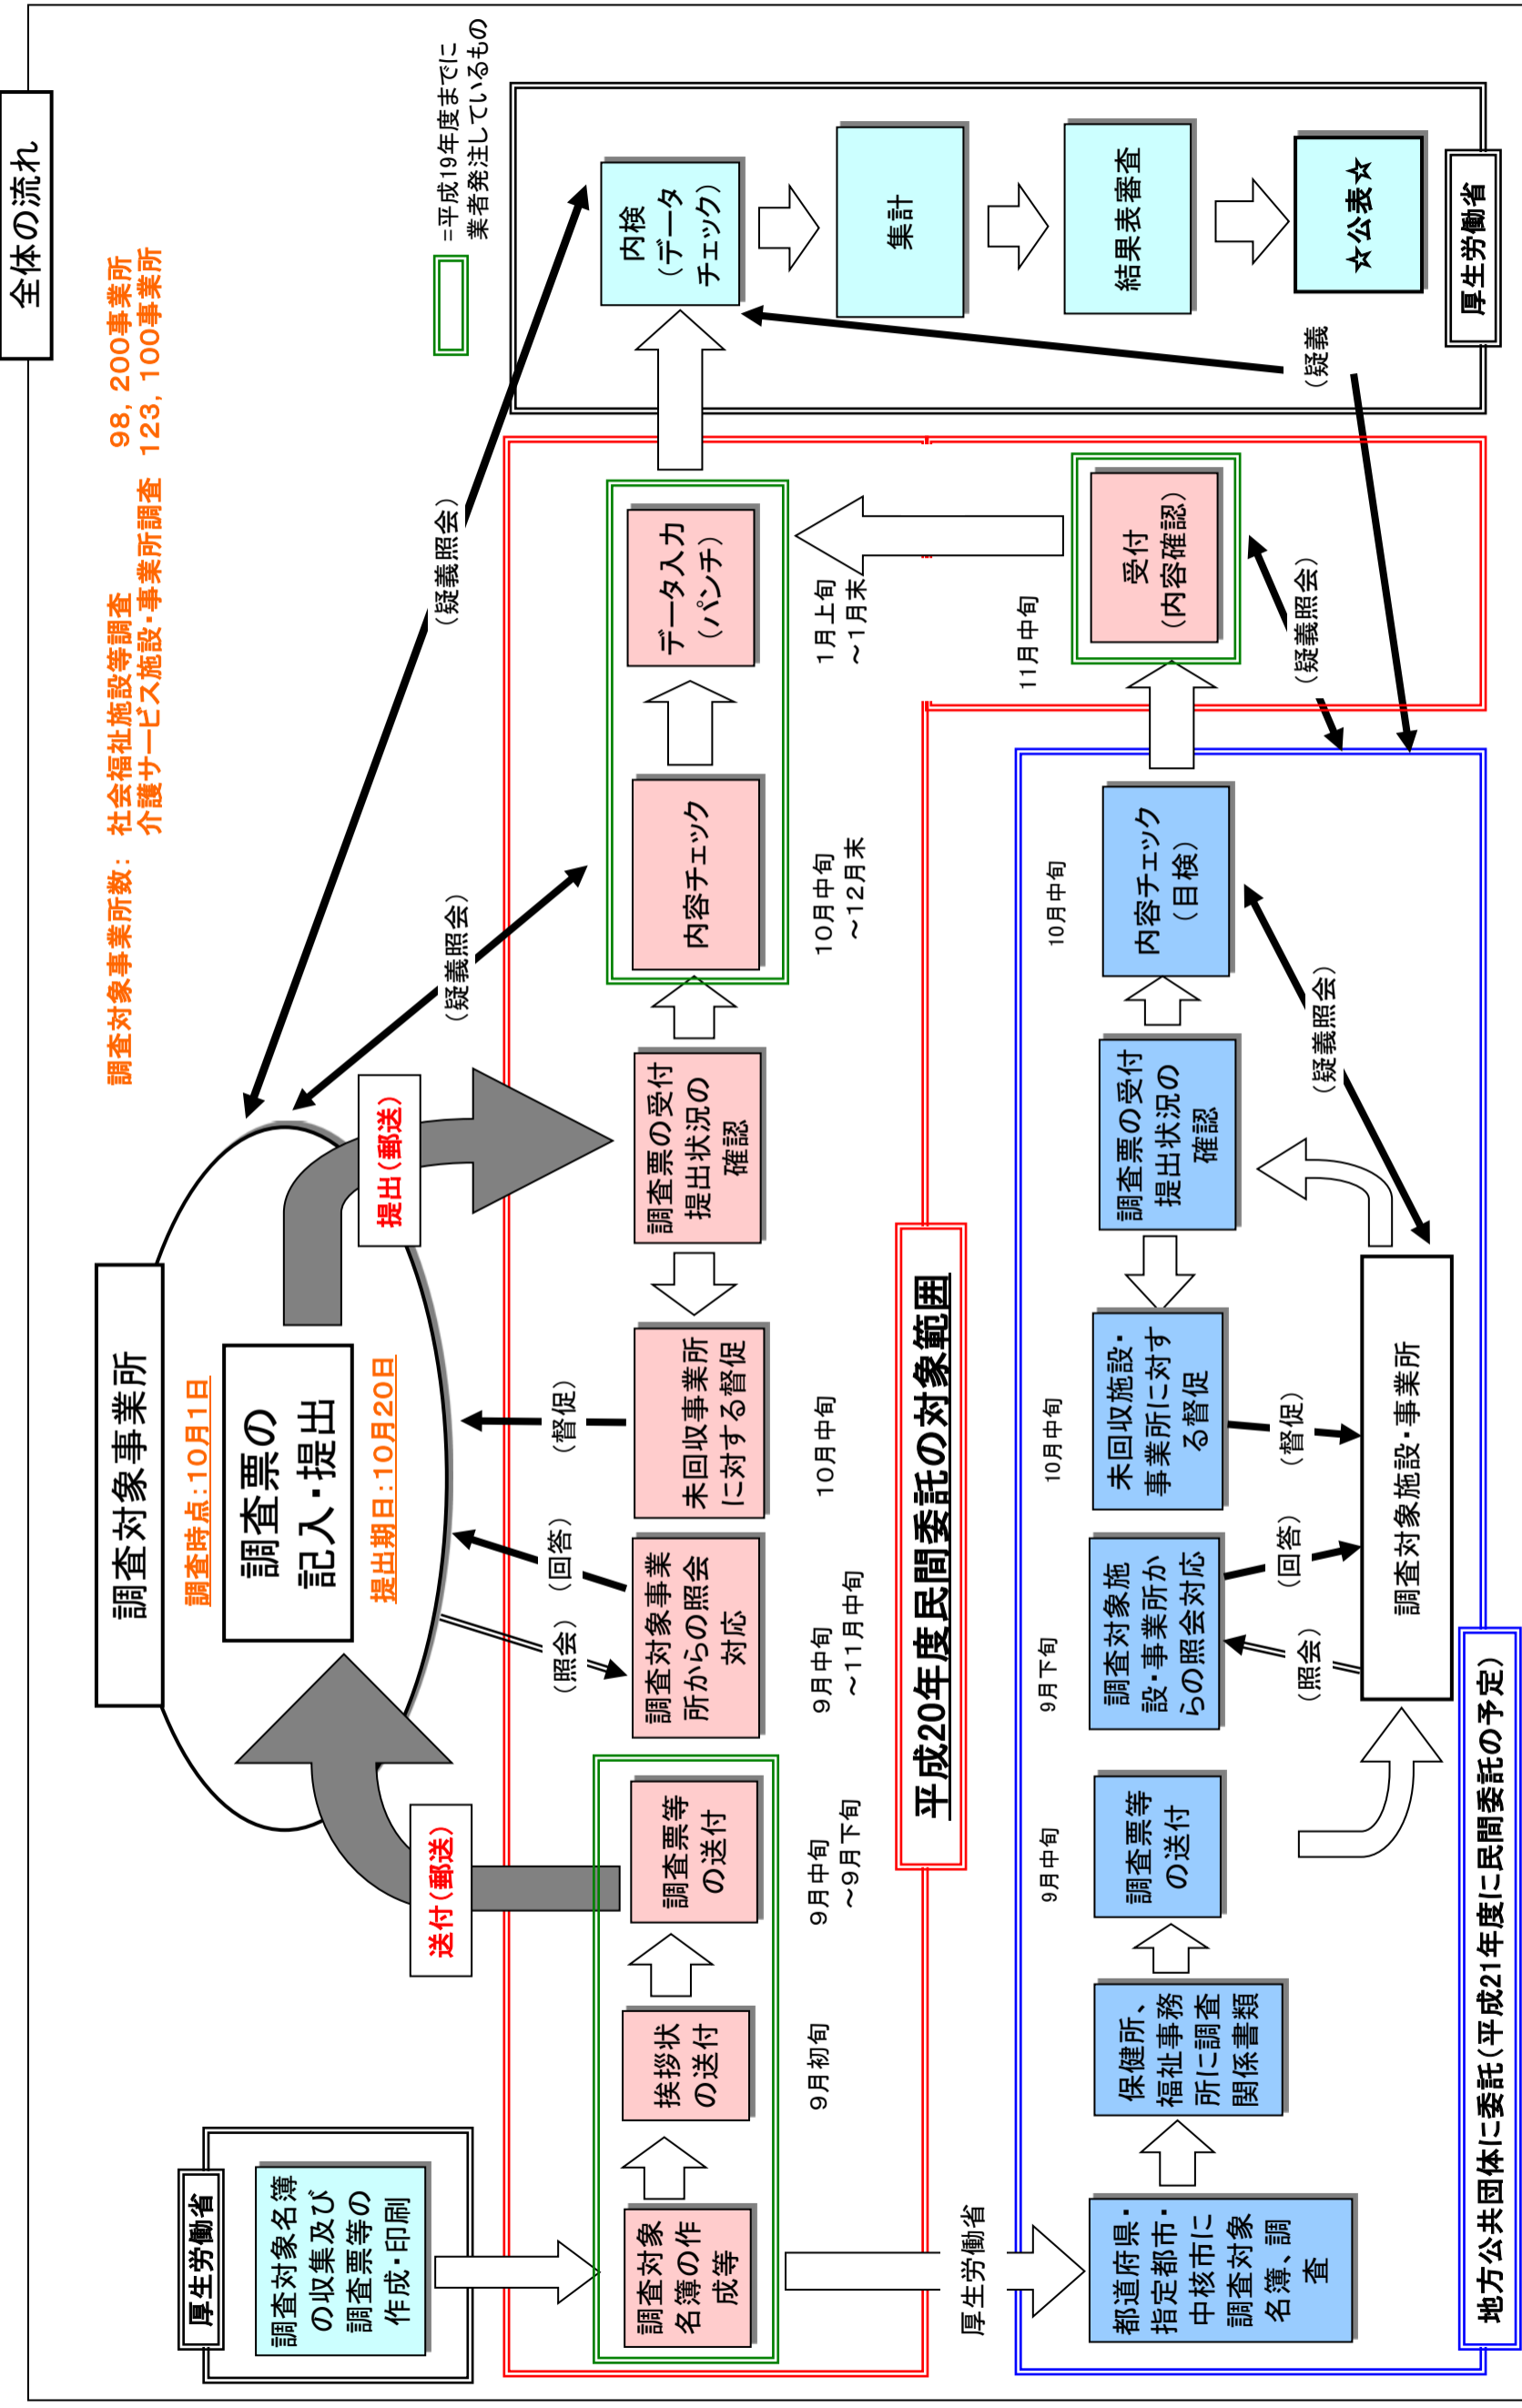 全体の流れ
調査対象事業所数： 社会福祉施設等調査 98，200事業所
介護サービス施設・事業所調査 123，100事業所
=平成19年度までに
業者発注しているもの
厚生労働省
調査対象名簿
の収集及び
調査票等の
作成・印刷
調査対象事業所
調査時点：10月1日
調査票の
記入・提出
提出期日：10月20日
送付（郵送）
提出（郵送）
（照会）
（回答）
（督促）
（疑義照会）
（疑義照会）
調査対象
名簿の作
成等
挨拶状
の送付
9月初旬
調査票等
の送付
9月中旬
～9月下旬
調査対象事業
所からの照会
対応
9月中旬
～11月中旬
未回収事業所
に対する督促
10月中旬
調査票の受付
提出状況の
確認
内容チェック
10月中旬
～12月末
データ入力
（パンチ）
1月上旬
～1月末
内検
（データ
チェック）
集計
結果表審査
☆公表☆
厚生労働省
（疑義
平成20年度民間委託の対象範囲
厚生労働省
都道府県・
指定都市・
中核市に
調査対象
名簿、調
査
保健所、
福祉事務
所に調査
関係書類
9月中旬
調査票等
の送付
9月下旬
調査対象施
設・事業所か
らの照会対応
10月中旬
未回収施設・
事業所に対す
る督促
調査票の受付
提出状況の
確認
10月中旬
内容チェック
（目検）
11月中旬
受付
（内容確認）
（疑義照会）
（照会）
（回答）
（督促）
（疑義照会）
調査対象施設・事業所
地方公共団体に委託（平成21年度に民間委託の予定）